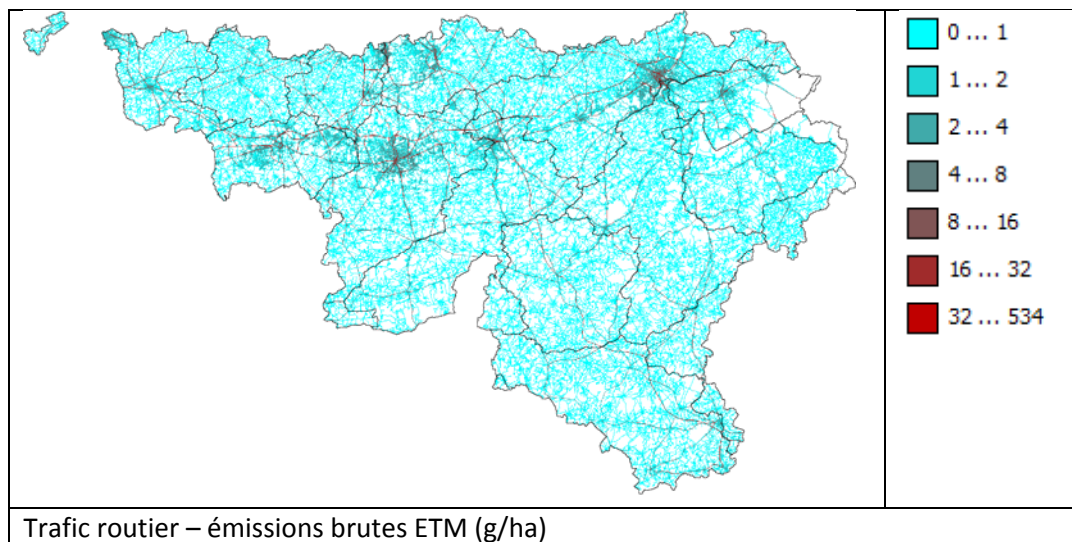 0 ... 1
1 ... 2
2 ... 4
4 ... 8
8 ... 16
16 ... 32
32 ... 534
Trafic routier – émissions brutes ETM (g/ha)